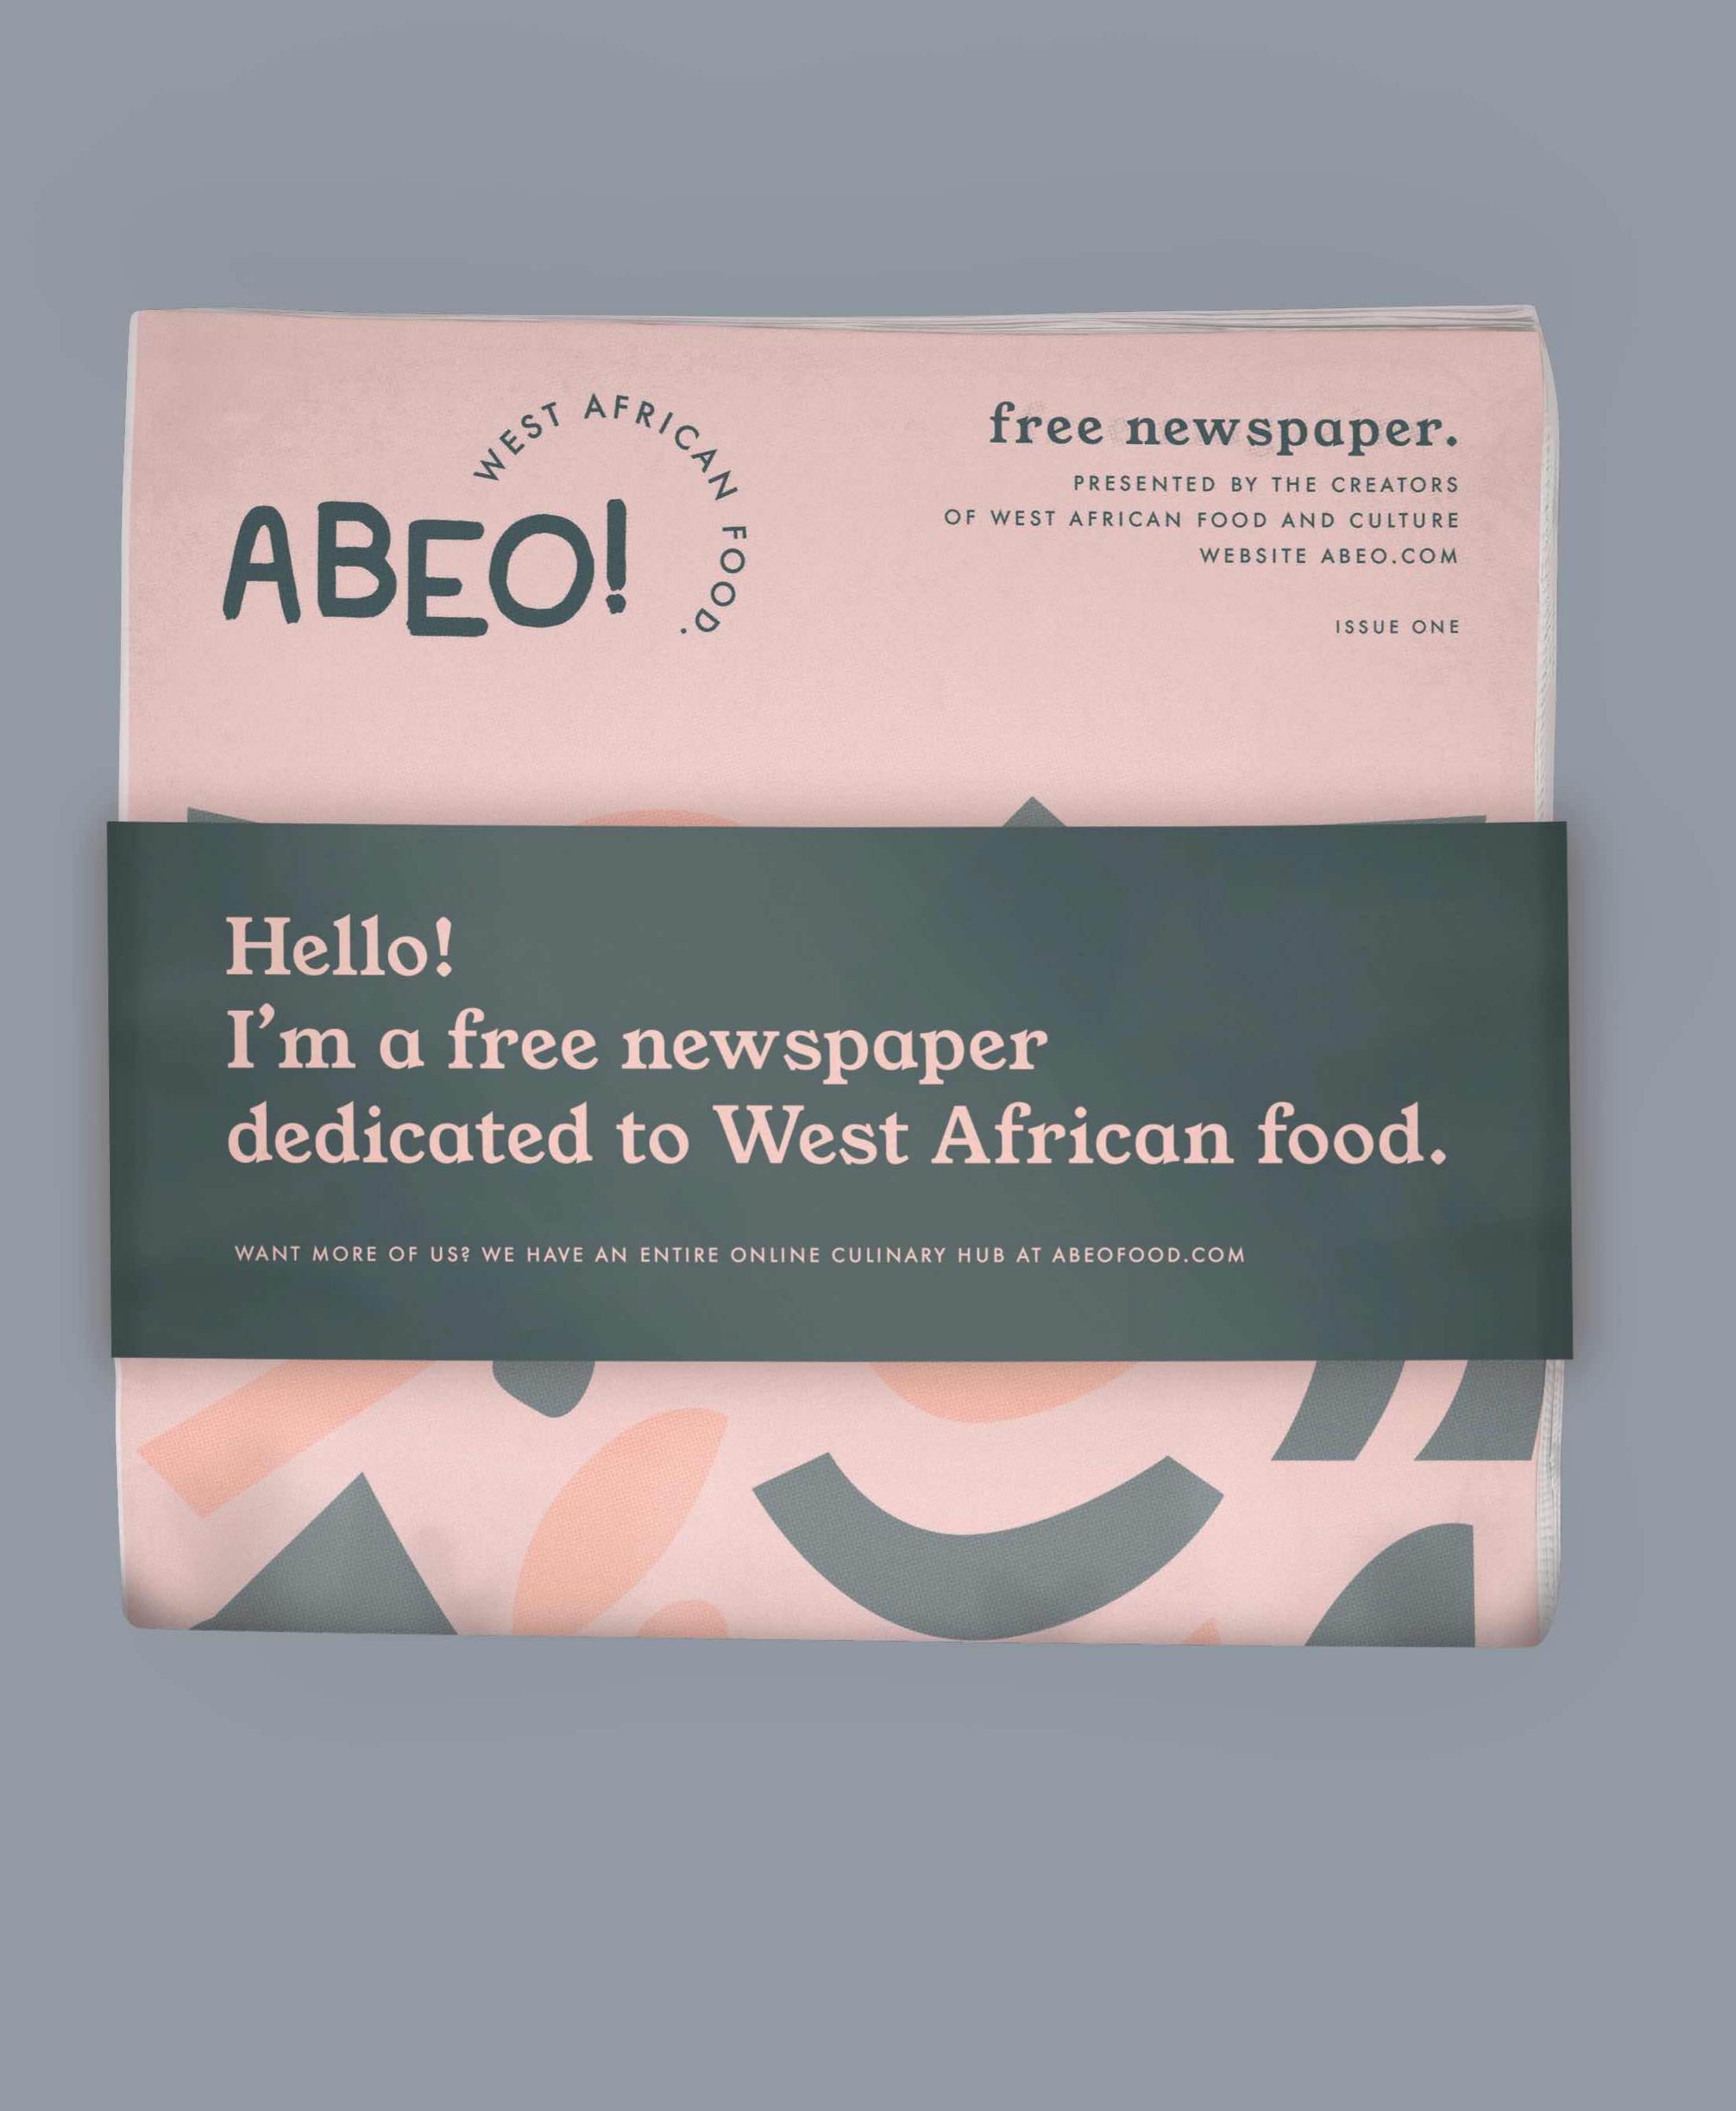 WEST AFRICAN FOOD.
ABEO!
free newspaper.
PRESENTED BY THE CREATORS
OF WEST AFRICAN FOOD AND CULTURE
WEBSITE ABEO.COM
ISSUE ONE
Hello!
I'm a free newspaper
dedicated to West African food.
WANT MORE OF US? WE HAVE AN ENTIRE ONLINE CULINARY HUB AT ABEOFOOD.COM